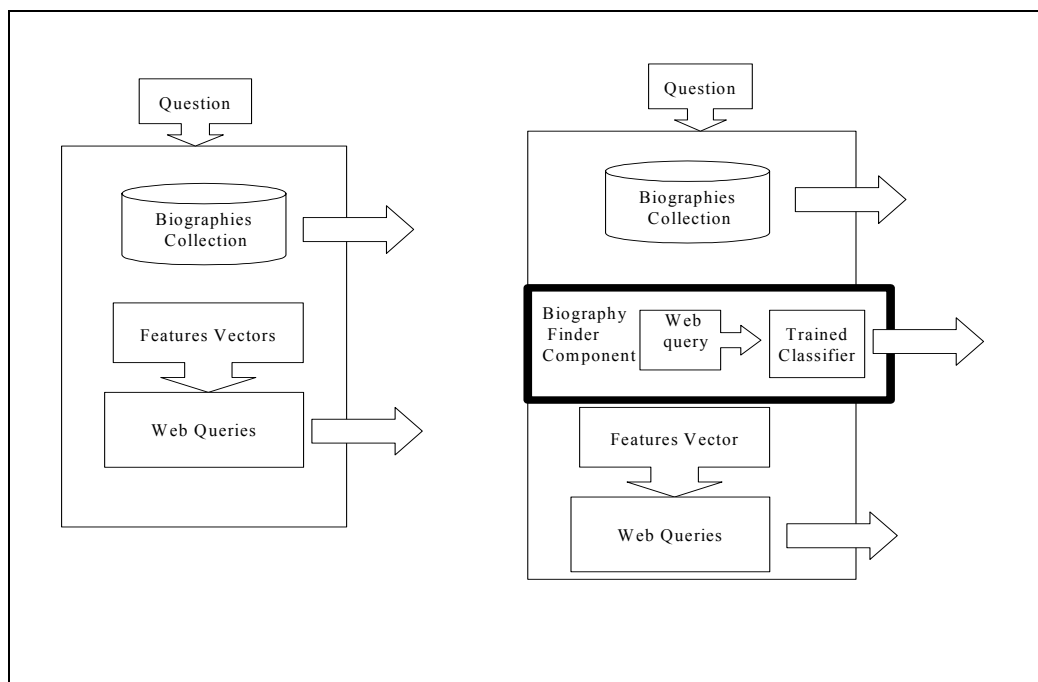 Question
Biographies
Collection
Features Vectors
Web Queries
Question
Biographies
Collection
Biography
Finder
Component
Web
query
Trained
Classifier
Features Vector
Web Queries